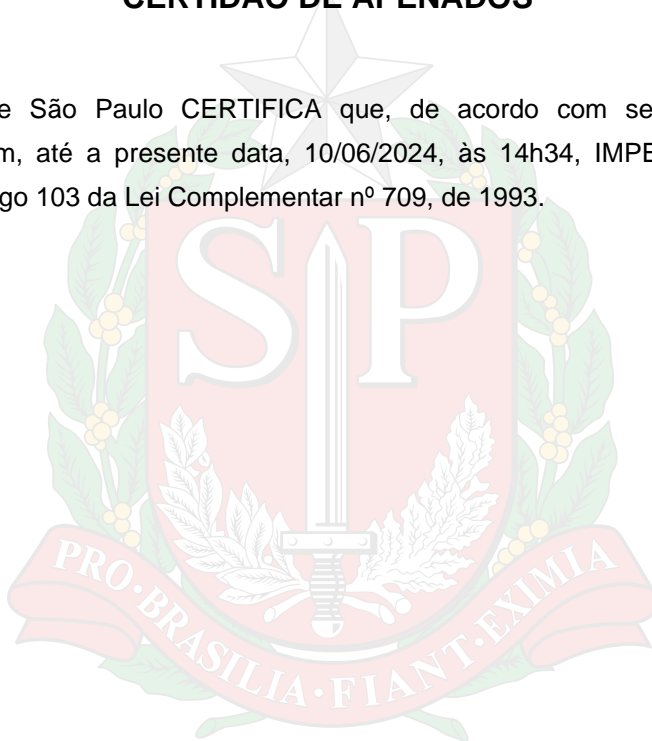 CERTIDÃO DE APENADOS
e São Paulo CERTIFICA que, de acordo com se
m, até a presente data, 10/06/2024, às 14h34, IMPE
go 103 da Lei Complementar nº 709, de 1993.
SP
PRO·BRASILIA·FIANT·EXIMIA